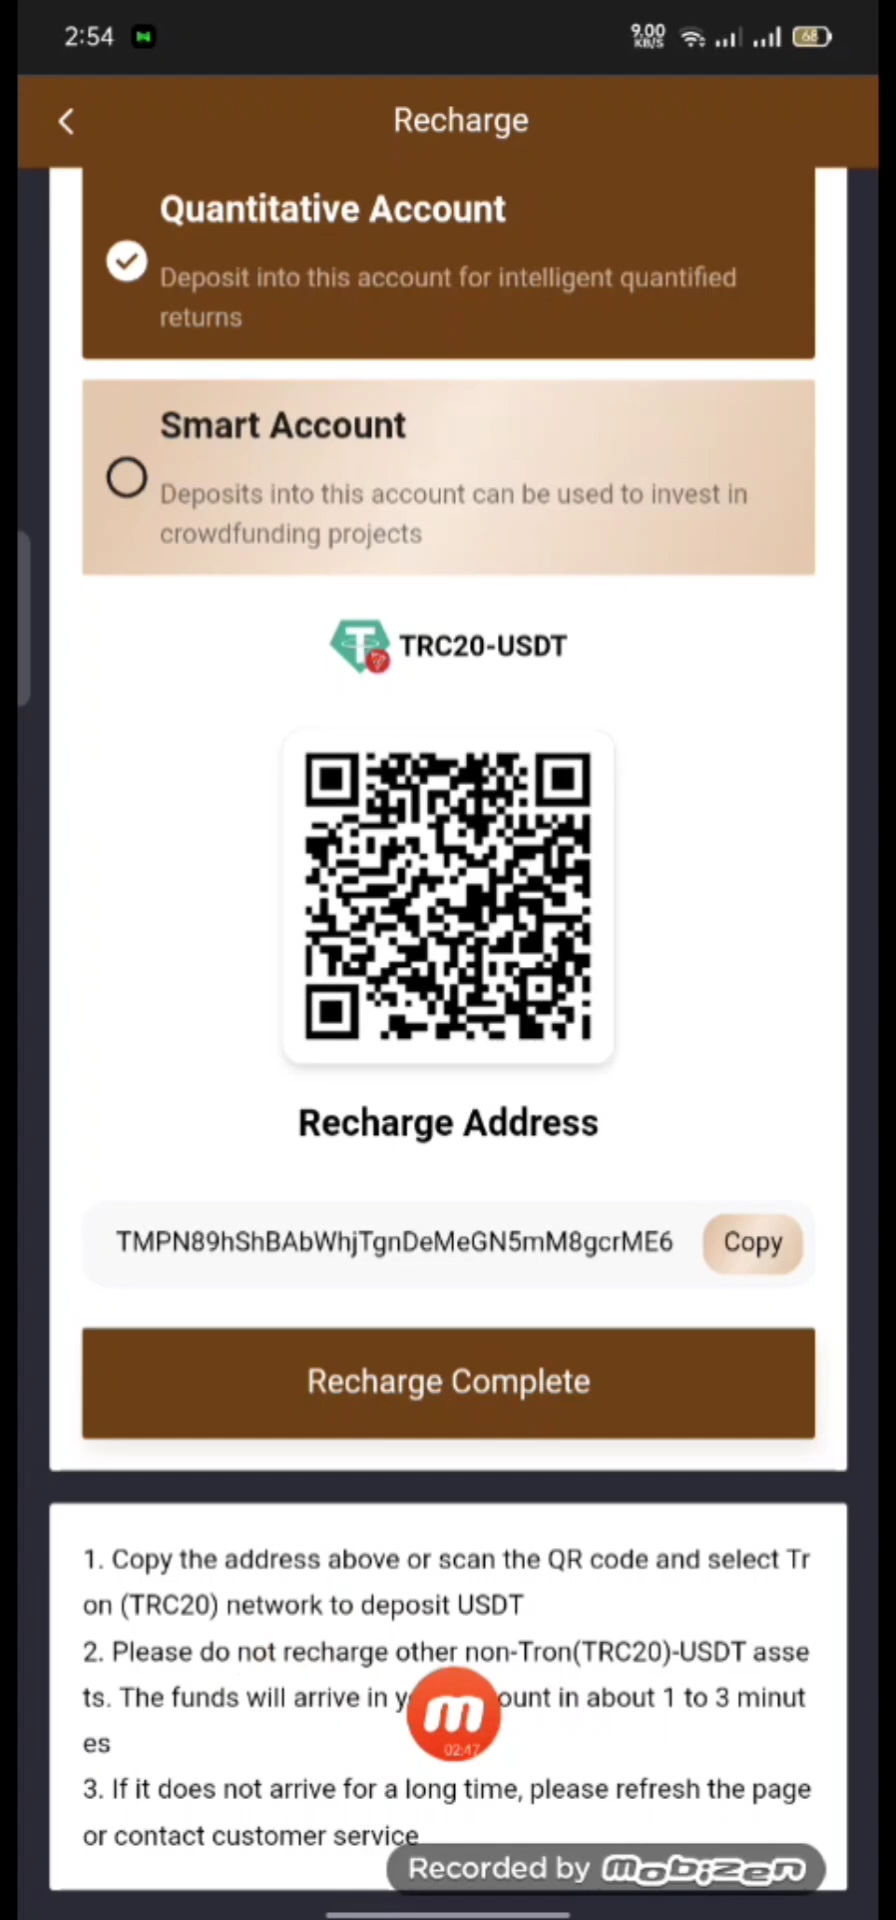 2:54
9.00
KB/S
68
Recharge
Quantitative Account
Deposit into this account for intelligent quantified
returns
Smart Account
Deposits into this account can be used to invest in
crowdfunding projects
TRC20-USDT
Recharge Address
TMPN89hShBAbWhjTgnDeMeGN5mM8gcrME6
Copy
Recharge Complete
1. Copy the address above or scan the QR code and select Tr
on (TRC20) network to deposit USDT
2. Please do not recharge other non-Tron(TRC20)-USDT asse
ts. The funds will arrive in y ount in about 1 to 3 minut
es
02:47
3. If it does not arrive for a long time, please refresh the page
or contact customer service
Recorded by mobizen